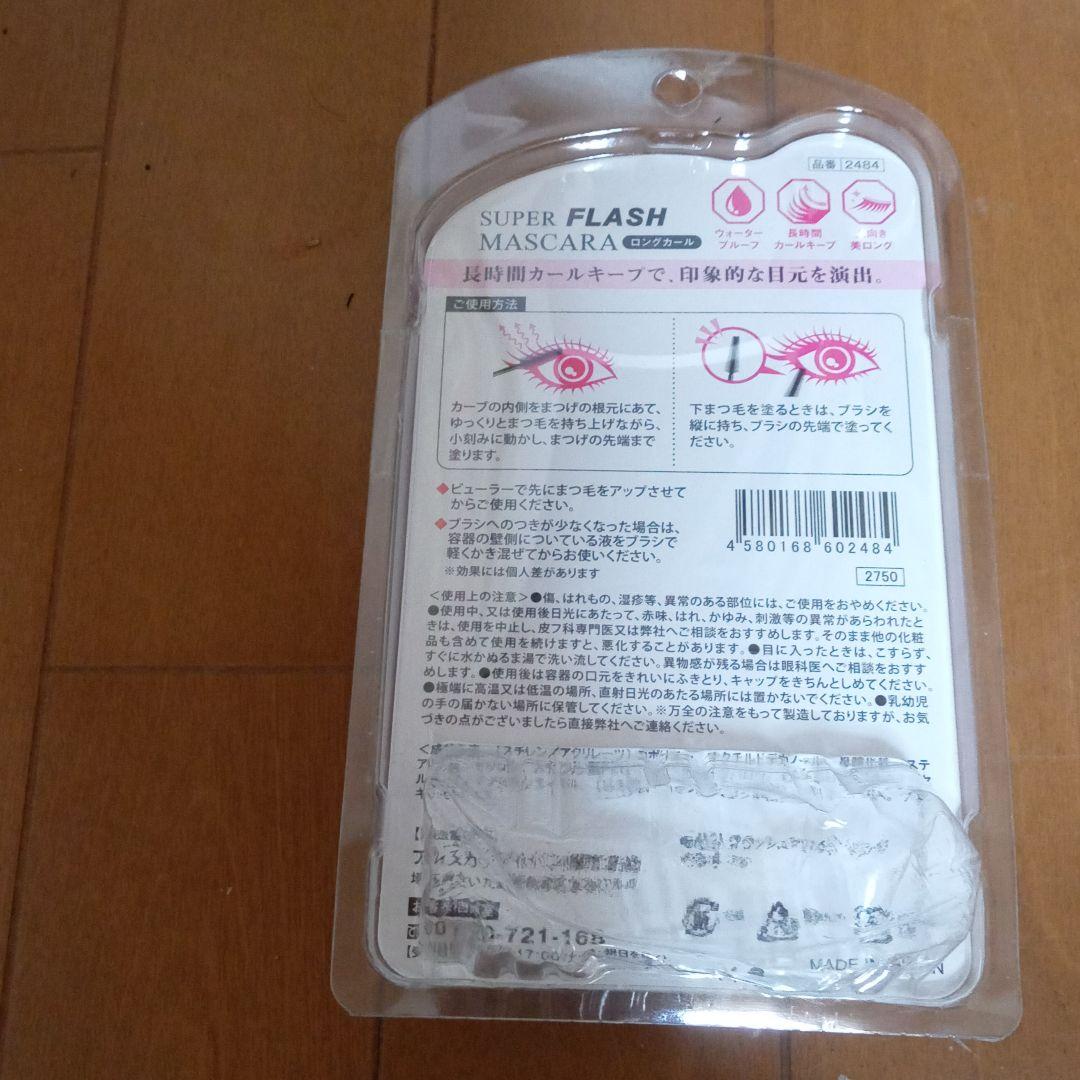 品番 2484
SUPER FLASH
MASCARA ロングカール
ウォーター
プルーフ
長時間
カールキープ
向き
美ロング
長時間カールキープで、印象的な目元を演出。
ご使用方法
カーブの内側をまつげの根元にあて、
ゆっくりとまつ毛を持ち上げながら、
小刻みに動かし、まつげの先端まで
塗ります。
下まつ毛を塗るときは、ブラシを
縦に持ち、ブラシの先端で塗ってく
ださい。
◆ビューラーで先にまつ毛をアップさせて
からご使用ください。
◆ブラシへのつきが少なくなった場合は、
容器の壁側についている液をブラシで
軽くかき混ぜてからお使いください。
※効果には個人差があります
4 580168 602484
2750
＜使用上の注意＞●傷、はれもの、湿疹等、異常のある部位には、ご使用をおやめください。
●使用中、又は使用後日光にあたって、赤味、はれ、かゆみ、刺激等の異常があらわれたと
きは、使用を中止し、皮フ科専門医又は弊社へご相談をおすすめします。そのまま他の化粧
品も含めて使用を続けますと、悪化することがあります。●目に入ったときは、こすらず、
すぐに水かぬるま湯で洗い流してください。異物感が残る場合は眼科医へご相談をおすす
めします。●使用後は容器の口元をきれいにふきとり、キャップをきちんとしめてください。
●極端に高温又は低温の場所、直射日光のあたる場所には置かないでください。●乳幼児
の手の届かない場所に保管してください。※万全の注意をもって製造しておりますが、お気
づきの点がございましたら直接弊社へご連絡ください。
(スチレン/アクリレーツ)コポリマー
-721-168
17:00
MADE IN